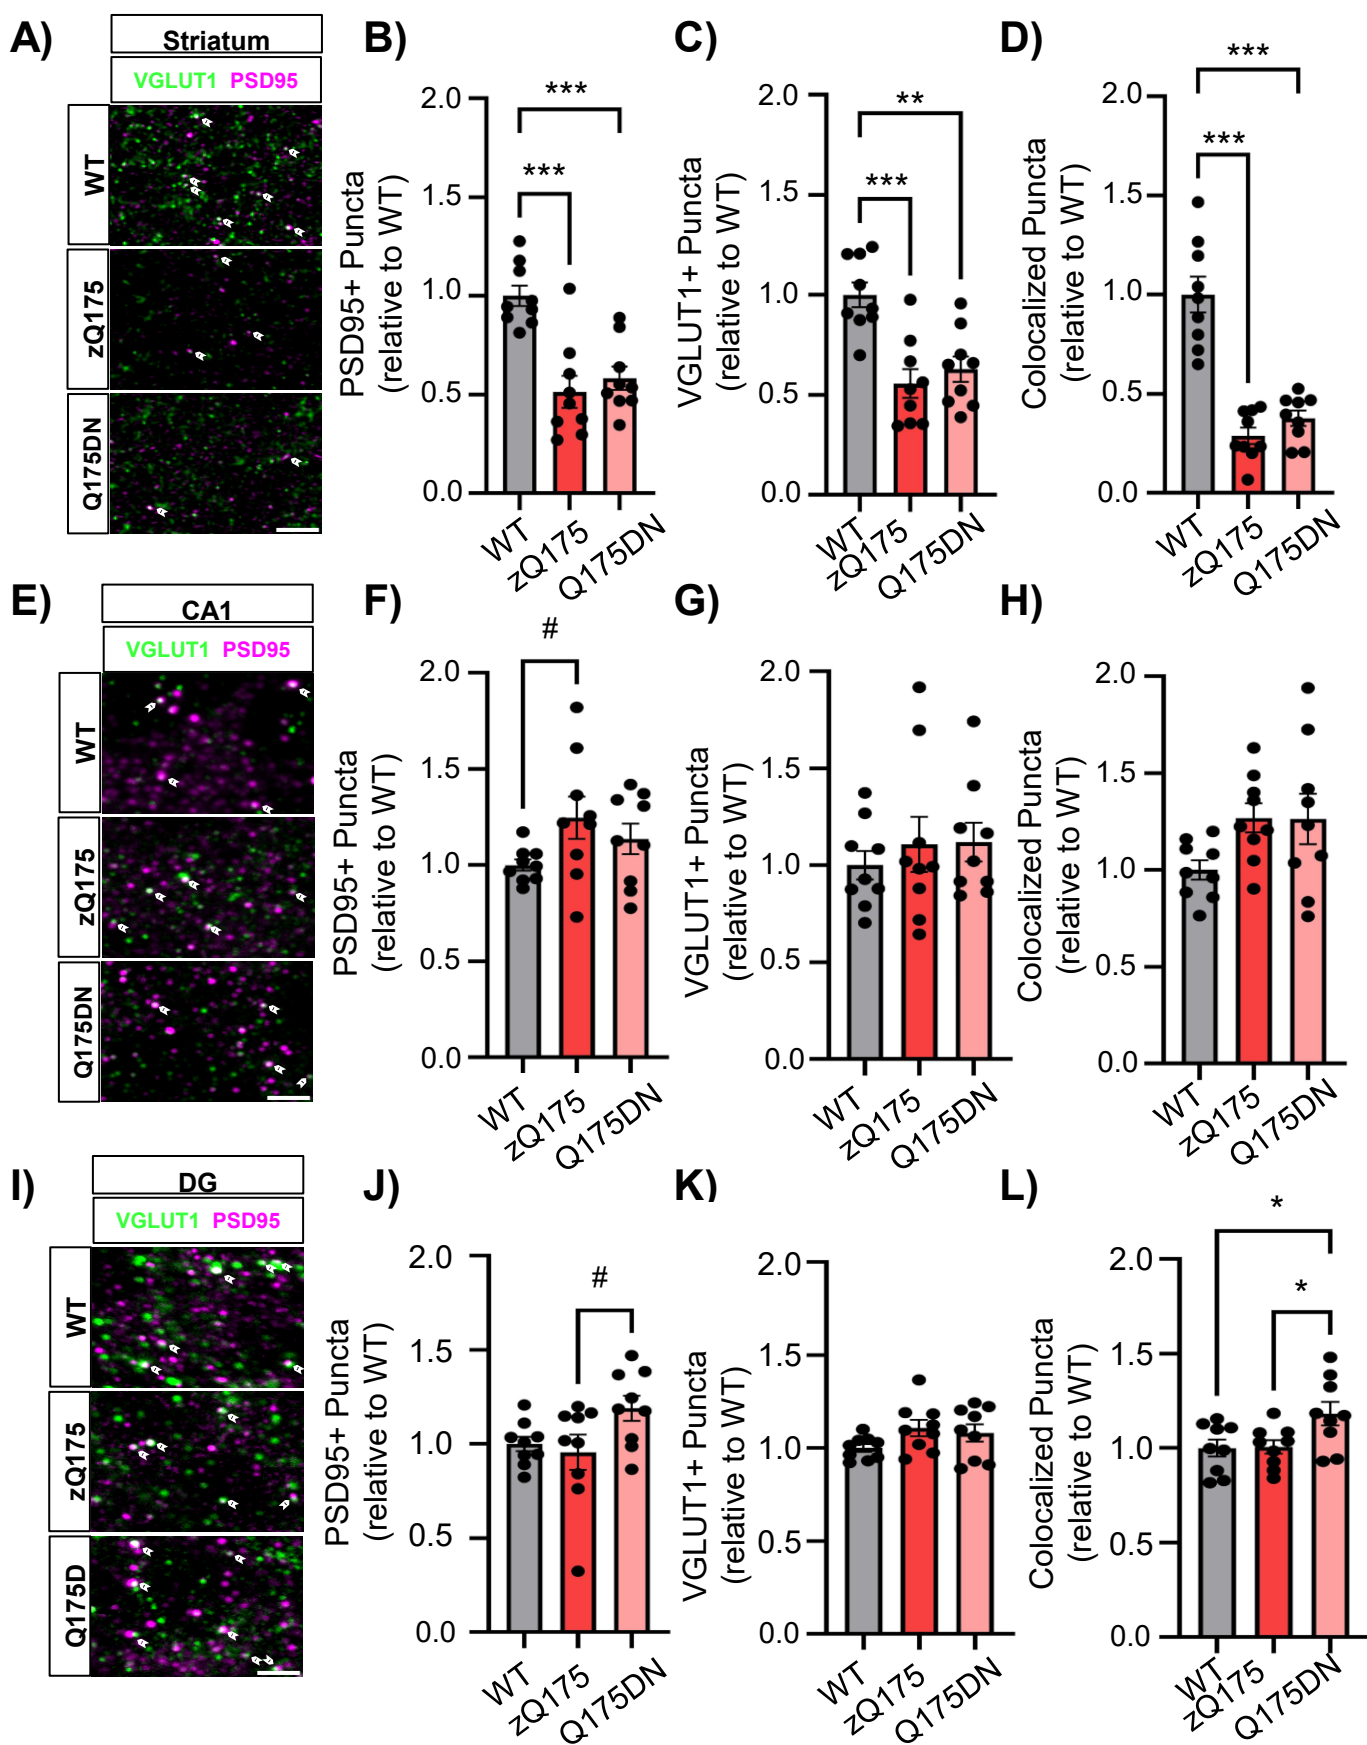 A)
Striatum
VGLUT1 PSD95
WT
zQ175
Q175DN
B)
PSD95+ Puncta
(relative to WT)
2.0
1.5
1.0
0.5
0.0
***
***
WT
zQ175
Q175DN
C)
VGLUT1+ Puncta
(relative to WT)
2.0
1.5
1.0
0.5
0.0
**
***
WT
zQ175
Q175DN
D)
Colocalized Puncta
(relative to WT)
2.0
1.5
1.0
0.5
0.0
***
***
WT
zQ175
Q175DN
E)
CA1
VGLUT1 PSD95
WT
zQ175
Q175DN
F)
PSD95+ Puncta
(relative to WT)
2.0
1.5
1.0
0.5
0.0
#
WT
zQ175
Q175DN
G)
VGLUT1+ Puncta
(relative to WT)
2.0
1.5
1.0
0.5
0.0
WT
zQ175
Q175DN
H)
Colocalized Puncta
(relative to WT)
2.0
1.5
1.0
0.5
0.0
WT
zQ175
Q175DN
I)
DG
VGLUT1 PSD95
WT
zQ175
Q175D
J)
PSD95+ Puncta
(relative to WT)
2.0
1.5
1.0
0.5
0.0
#
WT
zQ175
Q175DN
K)
VGLUT1+ Puncta
(relative to WT)
2.0
1.5
1.0
0.5
0.0
WT
zQ175
Q175DN
L)
Colocalized Puncta
(relative to WT)
2.0
1.5
1.0
0.5
0.0
*
*
WT
zQ175
Q175DN